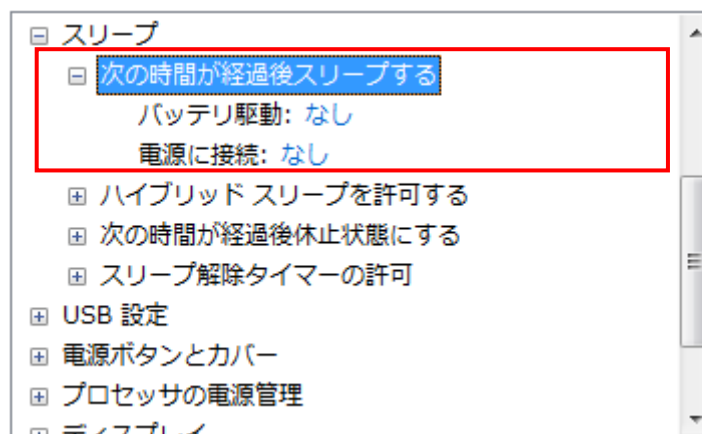 スリープ
次の時間が経過後スリープする
バッテリ駆動: なし
電源に接続: なし
ハイブリッド スリープを許可する
次の時間が経過後休止状態にする
スリープ解除タイマーの許可
USB 設定
電源ボタンとカバー
プロセッサの電源管理
ディスプレイ